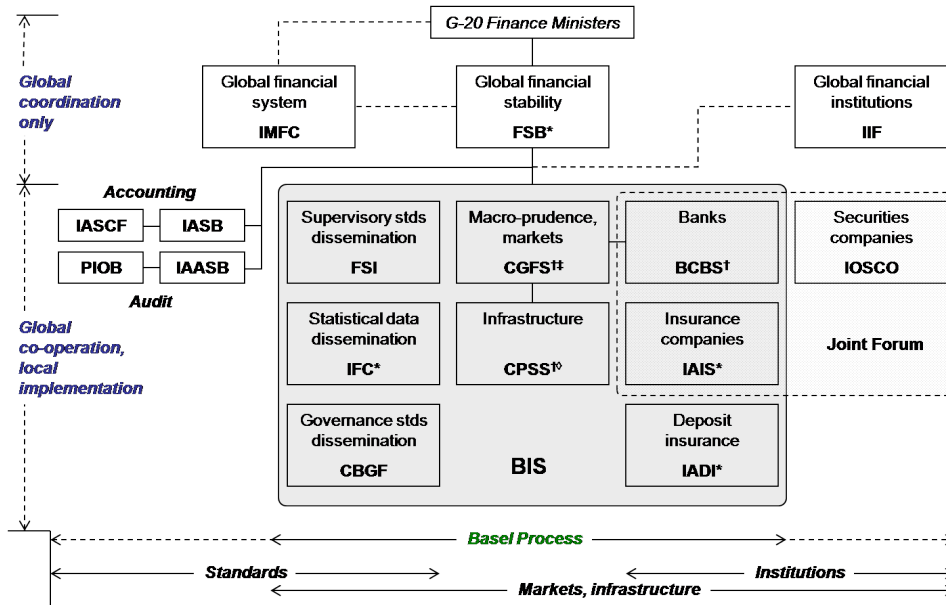 G-20 Finance Ministers
Global
coordination
only
Global financial
system
IMFC
Global financial
stability
FSB*
Global financial
institutions
IIF
Accounting
IASCF
IASB
PIOB
IAASB
Audit
Supervisory stds
dissemination
FSI
Macro-prudence,
markets
CGFS†‡
Banks
BCBS†
Securities
companies
IOSCO
Global
co-operation,
local
implementation
Statistical data
dissemination
IFC*
Infrastructure
CPSS†◊
Insurance
companies
IAIS*
Joint Forum
Governance stds
dissemination
CBGF
BIS
Deposit
insurance
IADI*
Basel Process
Standards
Institutions
Markets, infrastructure